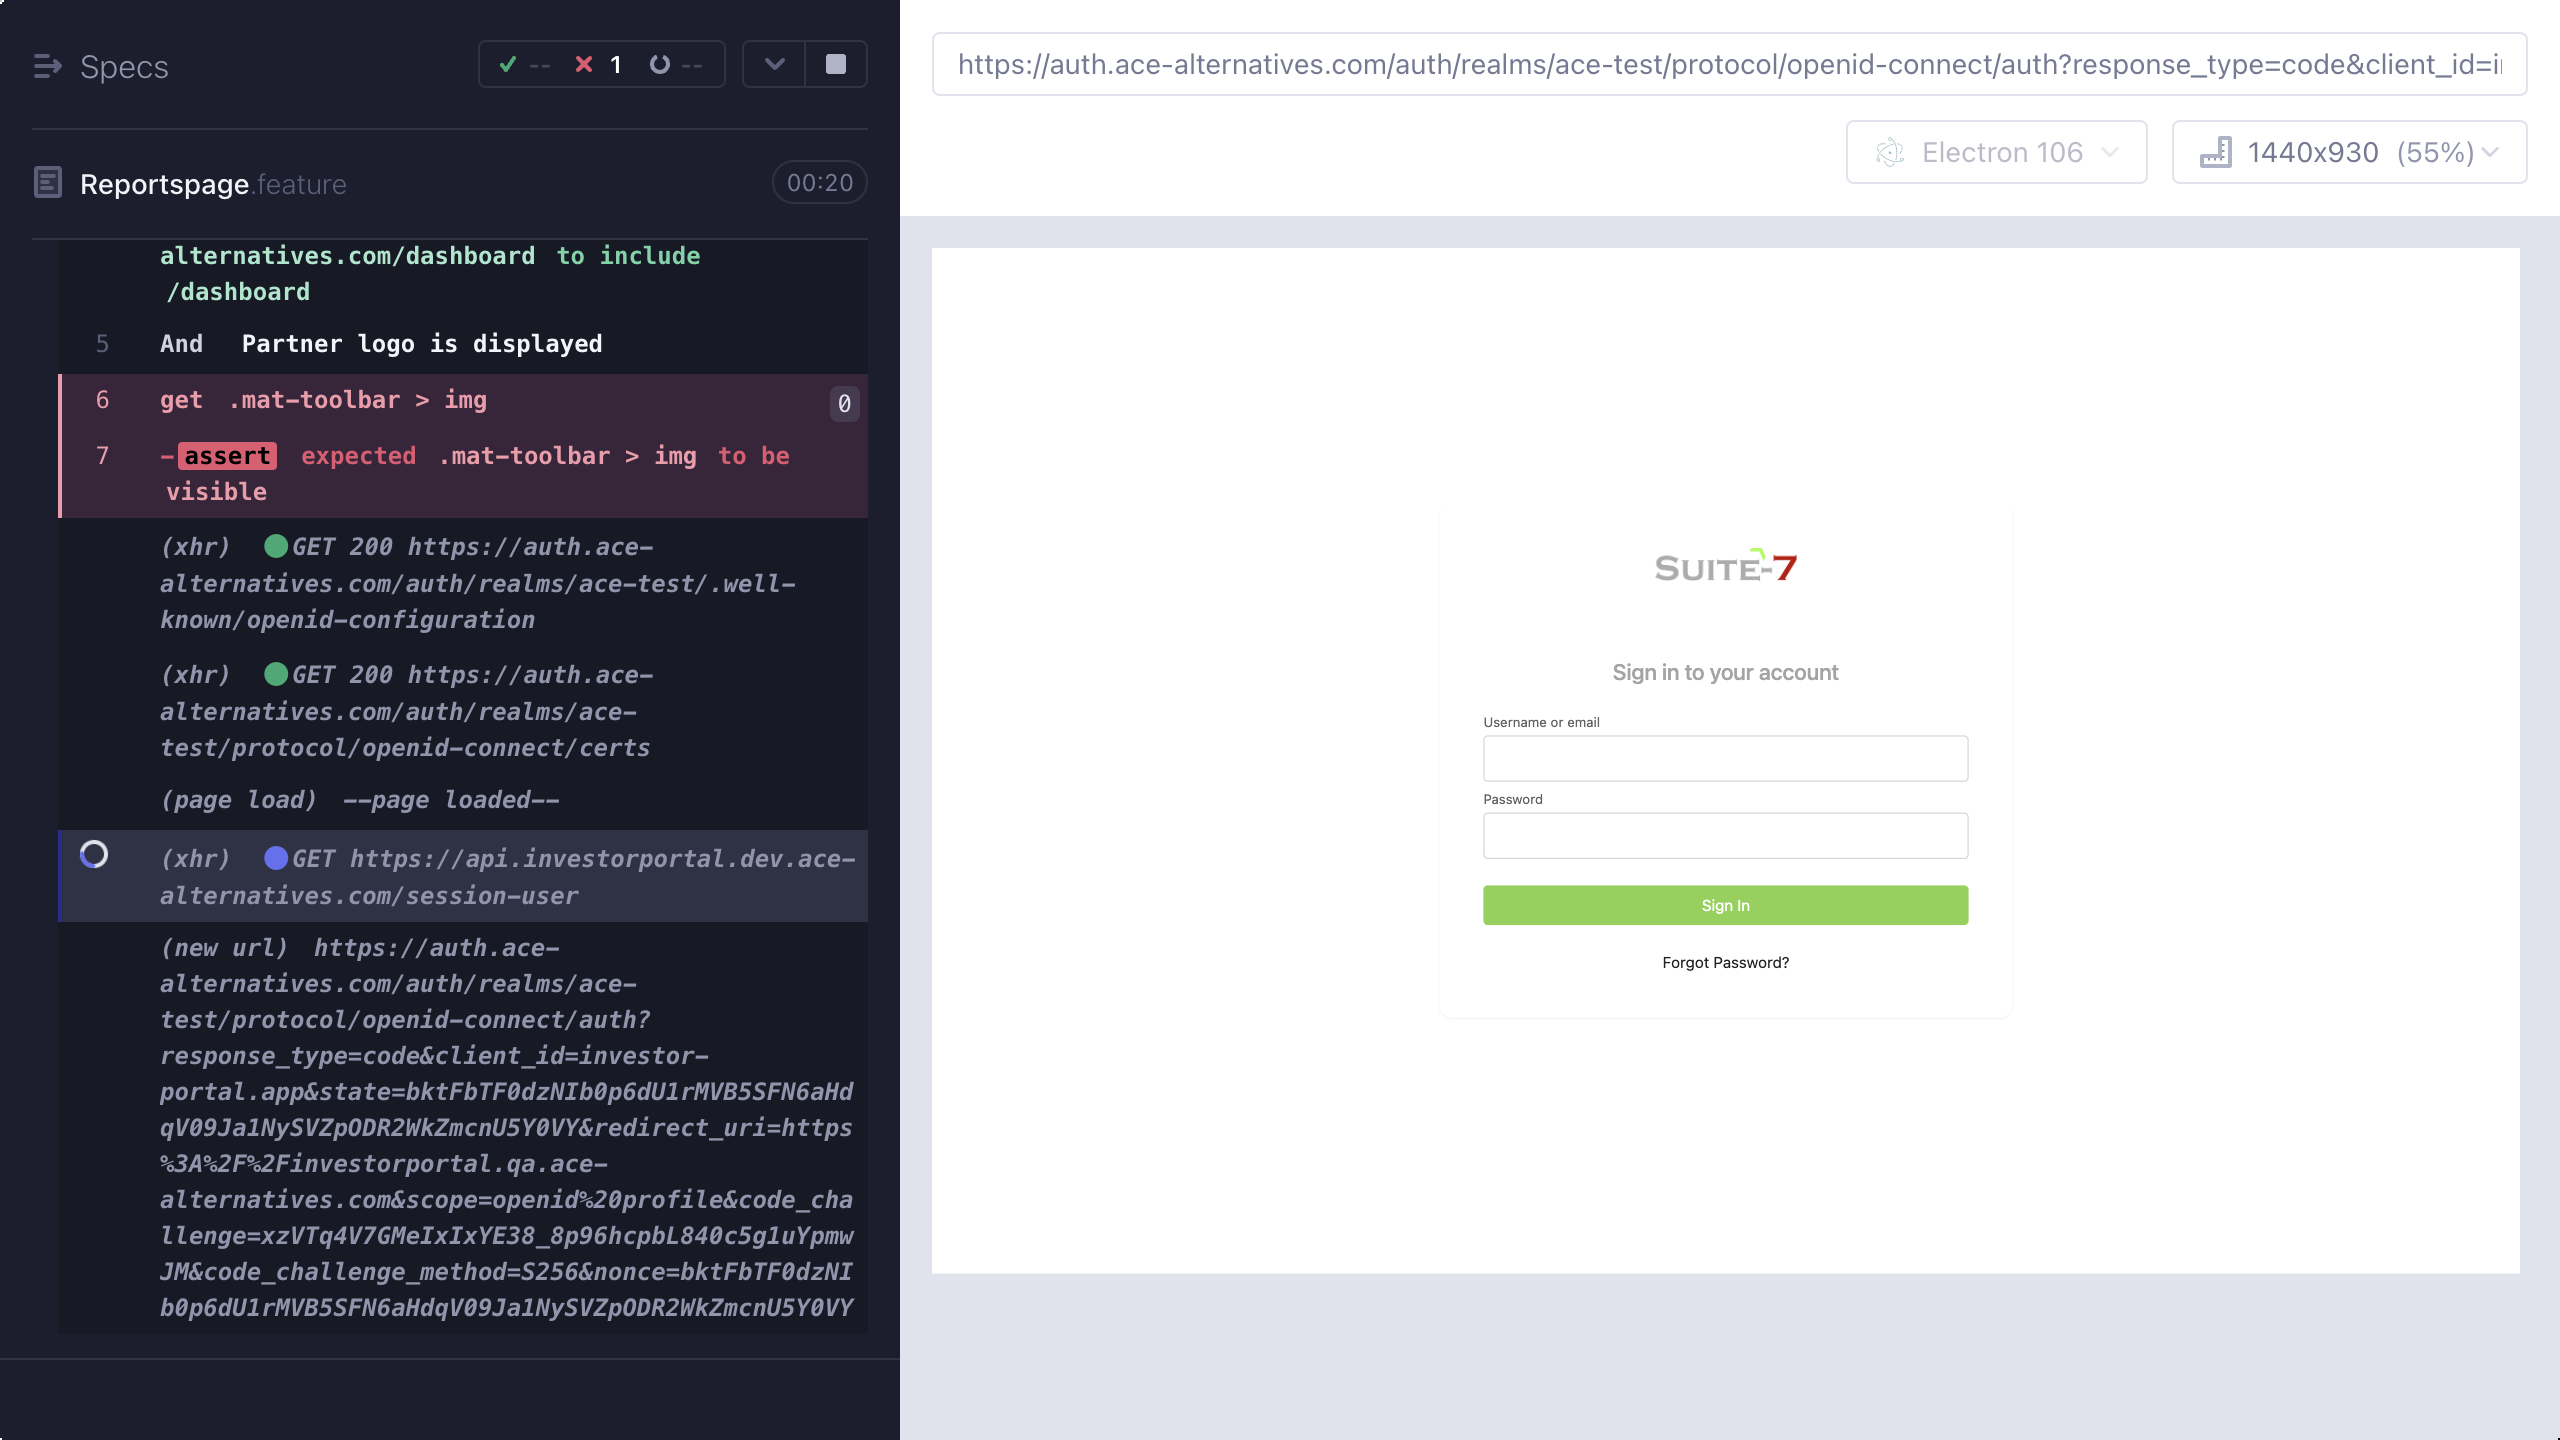 Specs
-- 1 --
Reportspage.feature
00:20
alternatives.com/dashboard to include
/dashboard
5 And Partner logo is displayed
6 get .mat-toolbar > img 0
7 -assert expected .mat-toolbar > img to be
visible
(xhr) GET 200 https://auth.ace-
alternatives.com/auth/realms/ace-test/.well-
known/openid-configuration
(xhr) GET 200 https://auth.ace-
alternatives.com/auth/realms/ace-
test/protocol/openid-connect/certs
(page load) --page loaded--
(xhr) GET https://api.investorportal.dev.ace-
alternatives.com/session-user
(new url) https://auth.ace-
alternatives.com/auth/realms/ace-
test/protocol/openid-connect/auth?
response_type=code&client_id=investor-
portal.app&state=bktFbTF0dzNIb0p6dU1rMVB5SFN6aHd
qV09Ja1NySVZpODR2WkZmcnU5Y0VY&redirect_uri=https
%3A%2F%2Finvestorportal.qa.ace-
alternatives.com&scope=openid%20profile&code_cha
llenge=xzVTq4V7GMeIxIxYE38_8p96hcpbL840c5g1uYpmw
JM&code_challenge_method=S256&nonce=bktFbTF0dzNI
b0p6dU1rMVB5SFN6aHdqV09Ja1NySVZpODR2WkZmcnU5Y0VY
https://auth.ace-alternatives.com/auth/realms/ace-test/protocol/openid-connect/auth?response_type=code&client_id=i
Electron 106
1440x930 (55%)
SUITE-7
Sign in to your account
Username or email
Password
Sign In
Forgot Password?